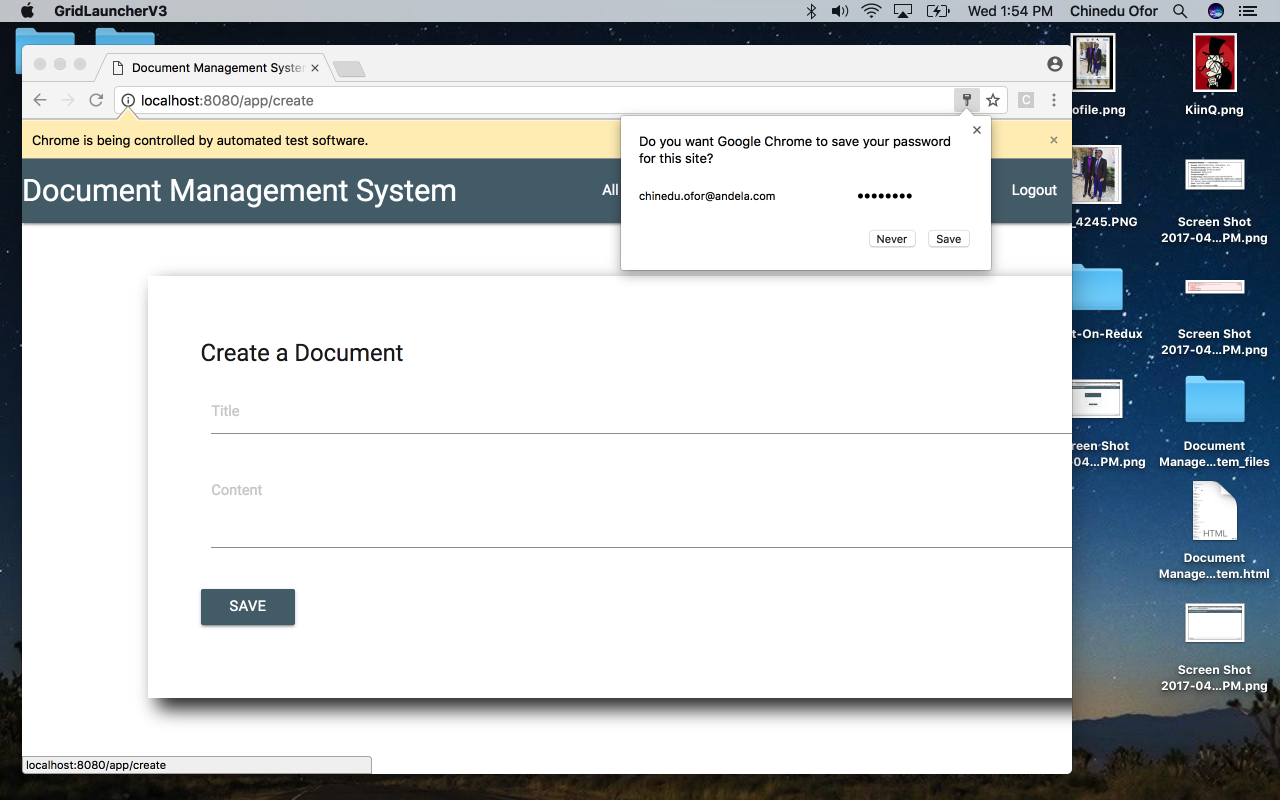 GridLauncherV3
Wed 1:54 PM
Chinedu Ofor
Document Management Syster
localhost:8080/app/create
C
Chrome is being controlled by automated test software.
Do you want Google Chrome to save your password
for this site?
chinedu.ofor@andela.com
Never
Save
Document Management System
All
Logout
Create a Document
Title
Content
SAVE
localhost:8080/app/create
ofile.png
KiinQ.png
_4245.PNG
Screen Shot
2017-04...PM.png
t-On-Redux
Screen Shot
2017-04...PM.png
reen Shot
04...PM.png
Document
Manage...tem_files
HTML
Document
Manage...tem.html
Screen Shot
2017-04...PM.png